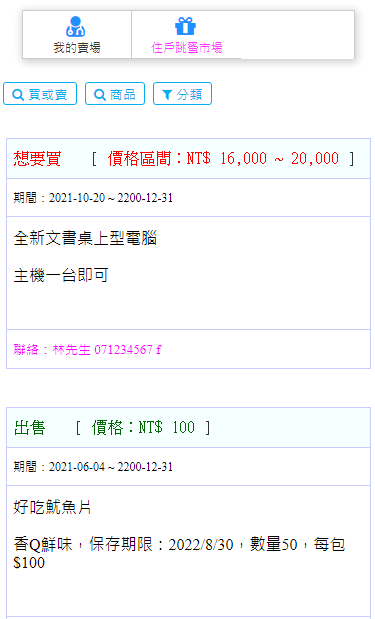 我的賣場
住戶跳蚤市場
買或賣
商品
分類
想要買 [ 價格區間：NT$ 16,000 ~ 20,000 ]
期間：2021-10-20 ~ 2200-12-31
全新文書桌上型電腦
主機一台即可
聯絡：林先生 071234567 f
出售 [ 價格：NT$ 100 ]
期間：2021-06-04 ~ 2200-12-31
好吃魷魚片
香Q鮮味，保存期限：2022/8/30，數量50，每包
$100